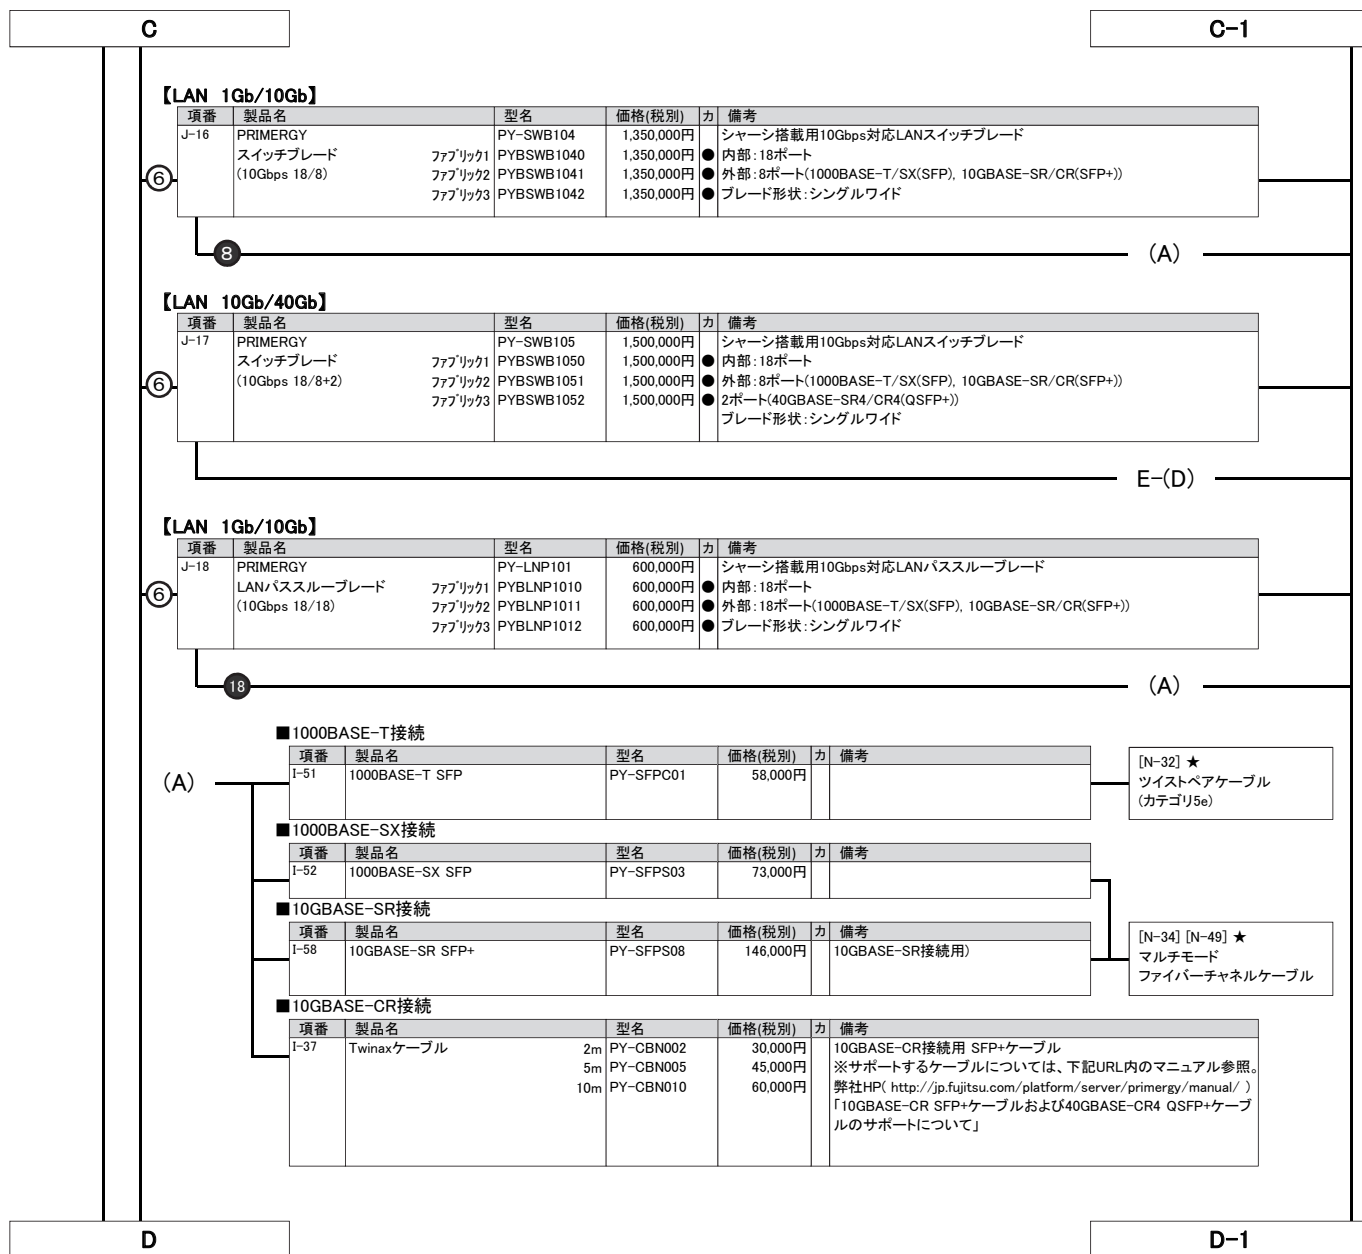 C
C-1
【LAN 1Gb/10Gb】
項番 製品名 型名 価格(税別) カ 備考
J-16 PRIMERGY PY-SWB104 1,350,000円 シャーシ搭載用10Gbps対応LANスイッチブレード
スイッチブレード ファブリック1 PYBSWB1040 1,350,000円 ● 内部:18ポート
⑥ (10Gbps 18/8) ファブリック2 PYBSWB1041 1,350,000円 ● 外部:8ポート(1000BASE-T/SX(SFP), 10GBASE-SR/CR(SFP+))
ファブリック3 PYBSWB1042 1,350,000円 ● ブレード形状:シングルワイド
8 (A)
【LAN 10Gb/40Gb】
項番 製品名 型名 価格(税別) カ 備考
J-17 PRIMERGY PY-SWB105 1,500,000円 シャーシ搭載用10Gbps対応LANスイッチブレード
スイッチブレード ファブリック1 PYBSWB1050 1,500,000円 ● 内部:18ポート
⑥ (10Gbps 18/8+2) ファブリック2 PYBSWB1051 1,500,000円 ● 外部:8ポート(1000BASE-T/SX(SFP), 10GBASE-SR/CR(SFP+))
ファブリック3 PYBSWB1052 1,500,000円 ● 2ポート(40GBASE-SR4/CR4(QSFP+))
ブレード形状:シングルワイド
E-(D)
【LAN 1Gb/10Gb】
項番 製品名 型名 価格(税別) カ 備考
J-18 PRIMERGY PY-LNP101 600,000円 シャーシ搭載用10Gbps対応LANパススルーブレード
LANパススルーブレード ファブリック1 PYBLNP1010 600,000円 ● 内部:18ポート
⑥ (10Gbps 18/18) ファブリック2 PYBLNP1011 600,000円 ● 外部:18ポート(1000BASE-T/SX(SFP), 10GBASE-SR/CR(SFP+))
ファブリック3 PYBLNP1012 600,000円 ● ブレード形状:シングルワイド
18 (A)
■1000BASE-T接続
項番 製品名 型名 価格(税別) カ 備考
(A) I-51 1000BASE-T SFP PY-SFPC01 58,000円
[N-32] ★
ツイストペアケーブル
(カテゴリ5e)
■1000BASE-SX接続
項番 製品名 型名 価格(税別) カ 備考
I-52 1000BASE-SX SFP PY-SFPS03 73,000円
■10GBASE-SR接続
項番 製品名 型名 価格(税別) カ 備考
I-58 10GBASE-SR SFP+ PY-SFPS08 146,000円 10GBASE-SR接続用)
[N-34] [N-49] ★
マルチモード
ファイバーチャネルケーブル
■10GBASE-CR接続
項番 製品名 型名 価格(税別) カ 備考
I-37 Twinaxケーブル 2m PY-CBN002 30,000円 10GBASE-CR接続用 SFP+ケーブル
5m PY-CBN005 45,000円 ※サポートするケーブルについては、下記URL内のマニュアル参照。
10m PY-CBN010 60,000円 弊社HP( http://jp.fujitsu.com/platform/server/primergy/manual/ )
「10GBASE-CR SFP+ケーブルおよび40GBASE-CR4 QSFP+ケーブ
ルのサポートについて」
D
D-1